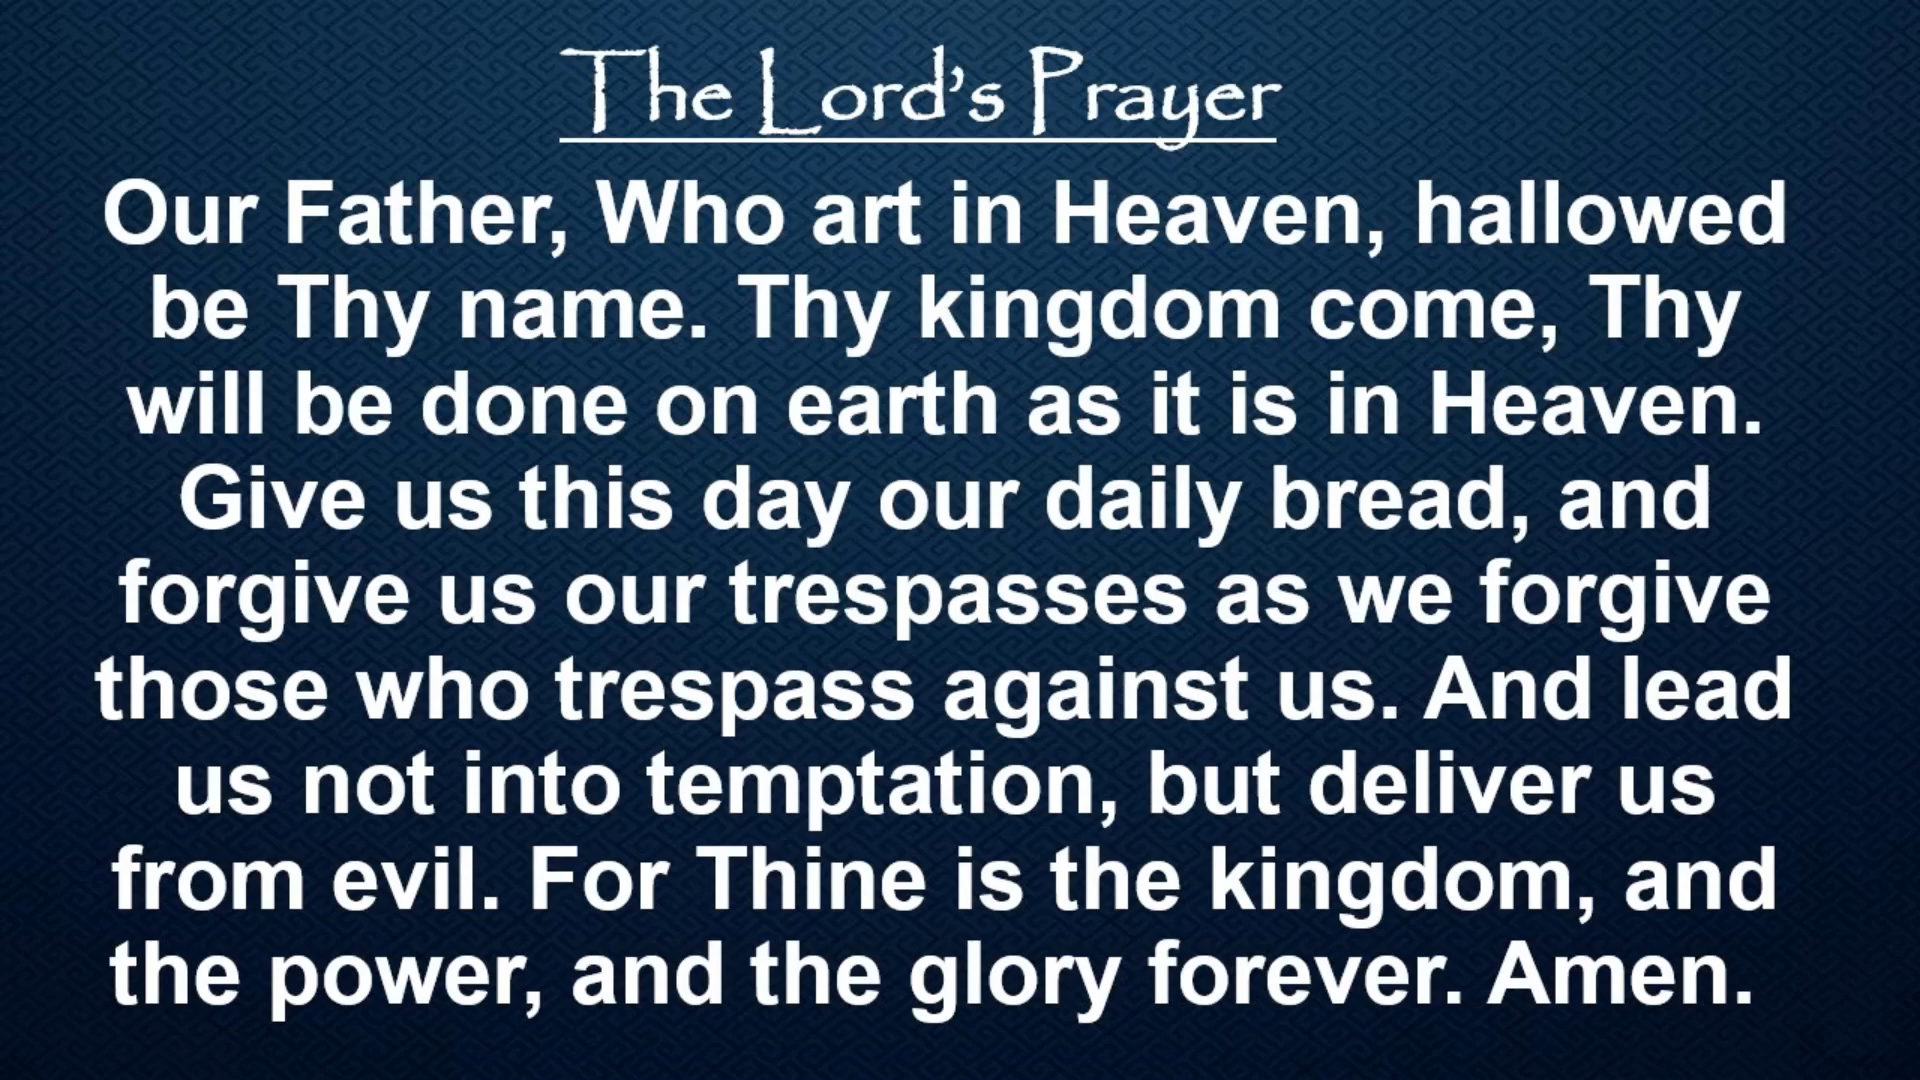 The Lord's Prayer
Our Father, Who art in Heaven, hallowed
be Thy name. Thy kingdom come, Thy
will be done on earth as it is in Heaven.
Give us this day our daily bread, and
forgive us our trespasses as we forgive
those who trespass against us. And lead
us not into temptation, but deliver us
from evil. For Thine is the kingdom, and
the power, and the glory forever. Amen.